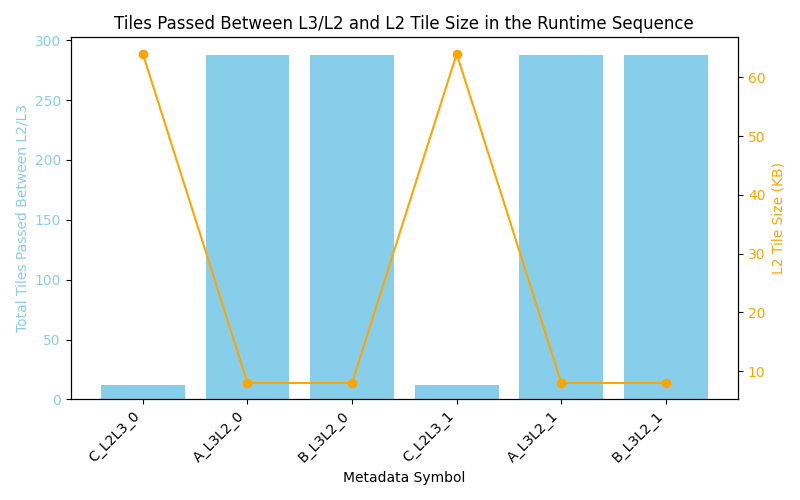 Tiles Passed Between L3/L2 and L2 Tile Size in the Runtime Sequence
Total Tiles Passed Between L2/L3
300
250
200
150
100
50
0
60
50
40
30
20
10
L2 Tile Size (KB)
C_L2L3_0
A_L3L2_0
B_L3L2_0
C_L2L3_1
A_L3L2_1
B_L3L2_1
Metadata Symbol